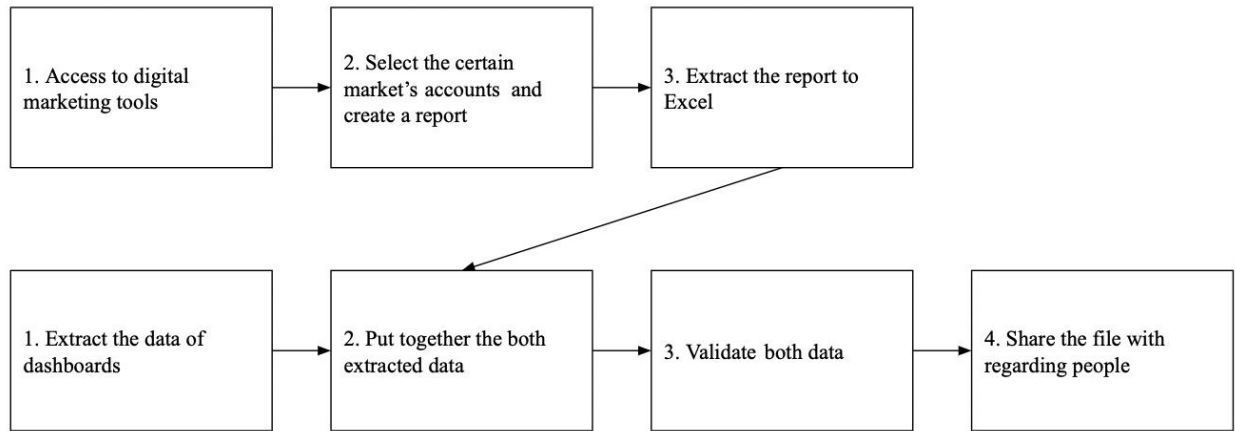 1. Access to digital
marketing tools
2. Select the certain
market’s accounts and
create a report
3. Extract the report to
Excel
1. Extract the data of
dashboards
2. Put together the both
extracted data
3. Validate both data
4. Share the file with
regarding people